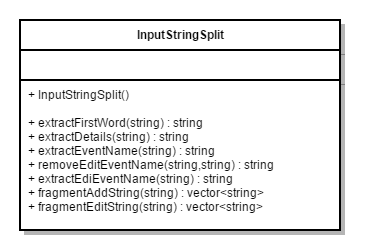 InputStringSplit
+ InputStringSplit()
+ extractFirstWord(string) : string
+ extractDetails(string) : string
+ extractEventName(string) : string
+ removeEditEventName(string,string) : string
+ extractEdiEventName(string) : string
+ fragmentAddString(string) : vector<string>
+ fragmentEditString(string) : vector<string>